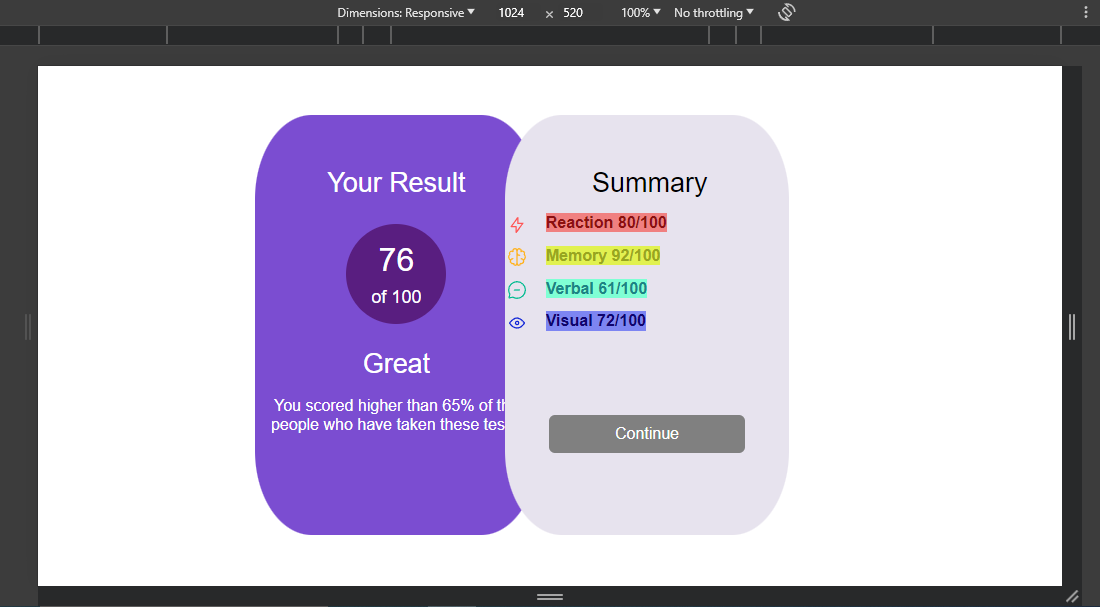 Dimensions: Responsive 1024 × 520 100% No throttling
Your Result
76
of 100
Great
You scored higher than 65% of th
people who have taken these tes
Summary
Reaction 80/100
Memory 92/100
Verbal 61/100
Visual 72/100
Continue